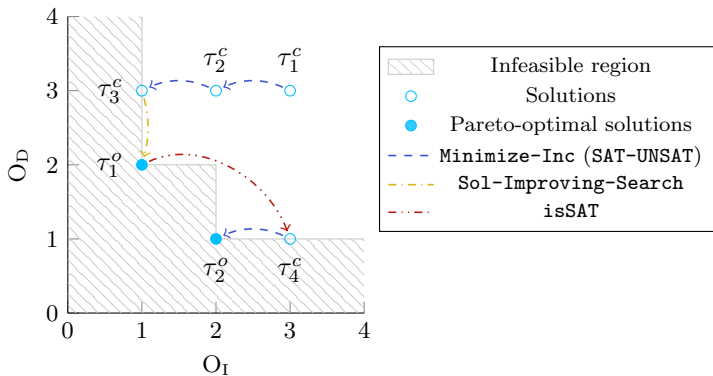 4
3
2
1
0
0
1
2
3
4
O_D
O_I
τ_2^c
τ_1^c
τ_3^c
τ_1^o
τ_2^o
τ_4^c
Infeasible region
Solutions
Pareto-optimal solutions
Minimize-Inc (SAT-UNSAT)
Sol-Improving-Search
isSAT